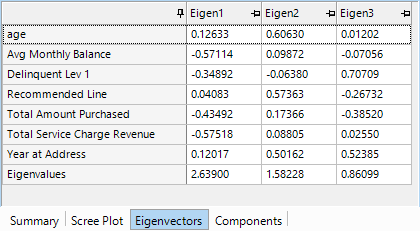 Eigen1 Eigen2 Eigen3
age 0.12633 0.60630 0.01202
Avg Monthly Balance -0.57114 0.09872 -0.07056
Delinquent Lev 1 -0.34892 -0.06380 0.70709
Recommended Line 0.04083 0.57363 -0.26732
Total Amount Purchased -0.43492 0.17366 -0.38520
Total Service Charge Revenue -0.57518 0.08805 0.02550
Year at Address 0.12017 0.50162 0.52385
Eigenvalues 2.63900 1.58228 0.86099
Summary Scree Plot Eigenvectors Components